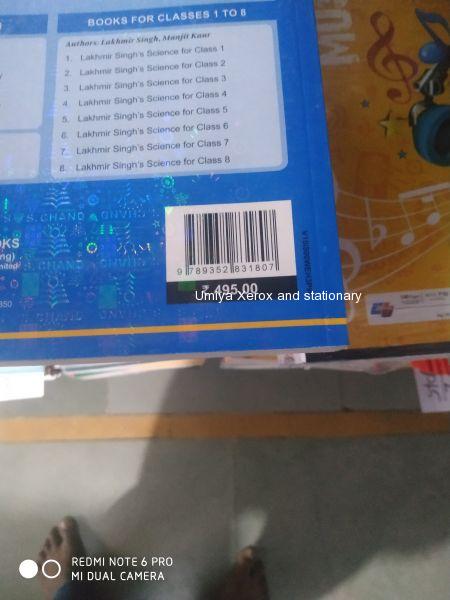 BOOKS FOR CLASSES 1 TO 8
Authors: Lakhmir Singh, Manjit Kaur
1. Lakhmir Singh's Science for Class 1
2. Lakhmir Singh's Science for Class 2
3. Lakhmir Singh's Science for Class 3
4. Lakhmir Singh's Science for Class 4
5. Lakhmir Singh's Science for Class 5
6. Lakhmir Singh's Science for Class 6
7. Lakhmir Singh's Science for Class 7
8. Lakhmir Singh's Science for Class 8
S.CHAND
S.CHAND
CHAND
9 789352 831807
₹ 495.00
Umiya Xerox and stationary
MUS
REDMI NOTE 6 PRO
MI DUAL CAMERA